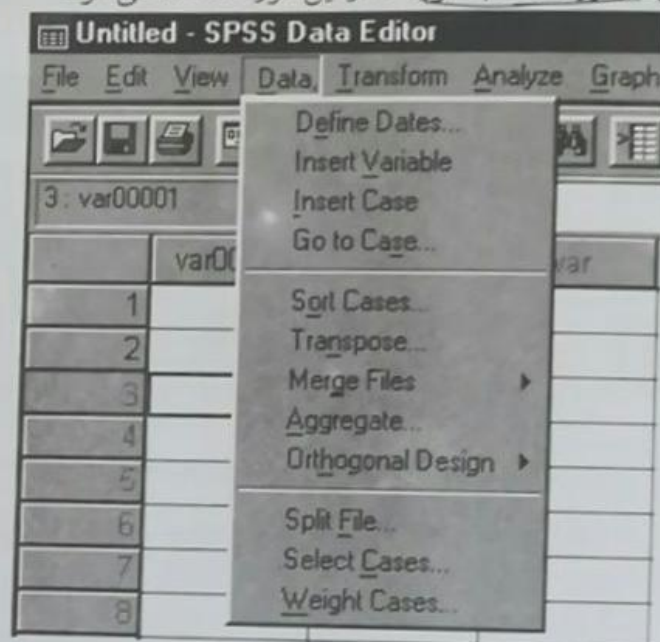 Untitled - SPSS Data Editor
File Edit View Data Transform Analyze Graph
3 : var00001
var00
var
1
2
3
4
5
6
7
8
Define Dates...
Insert Variable
Insert Case
Go to Case...
Sort Cases...
Transpose...
Merge Files
Aggregate...
Orthogonal Design
Split File...
Select Cases...
Weight Cases...